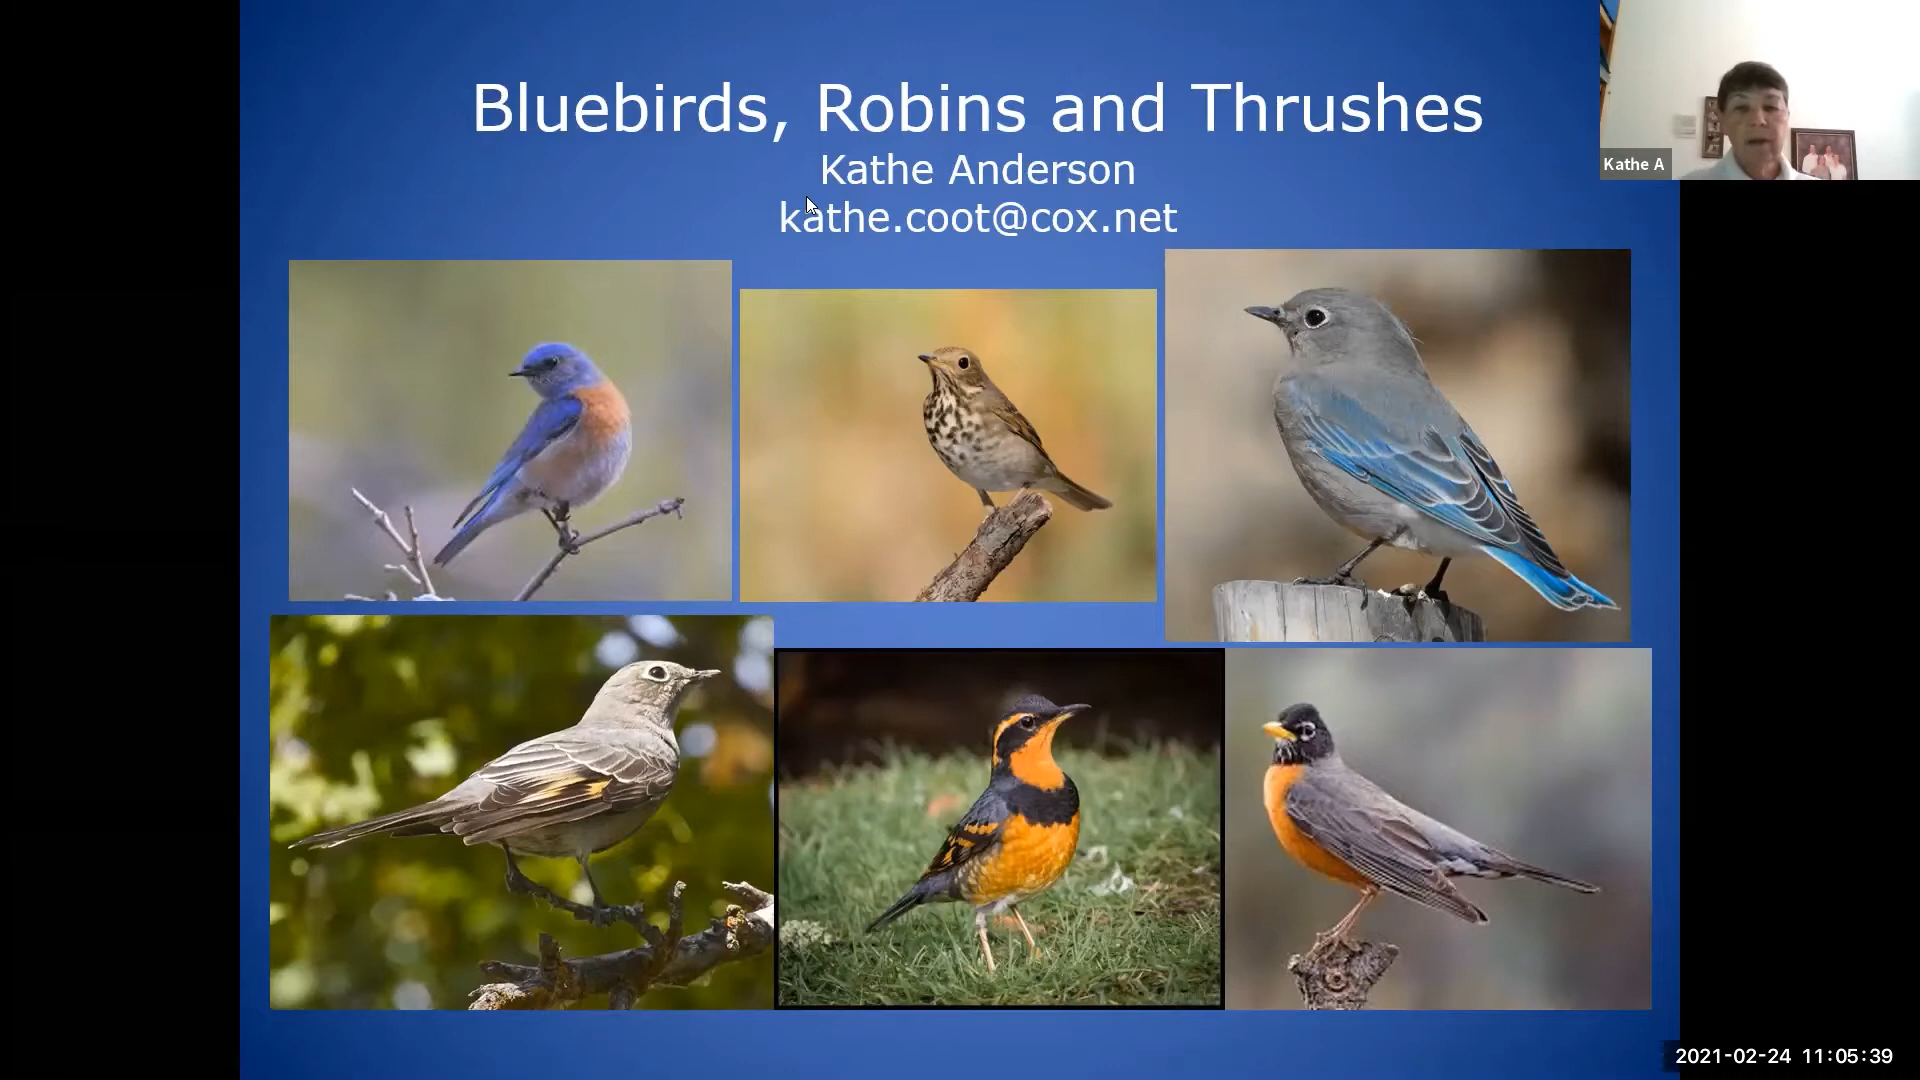 Bluebirds, Robins and Thrushes
Kathe Anderson
kathe.coot@cox.net
Kathe A
2021-02-24 11:05:39